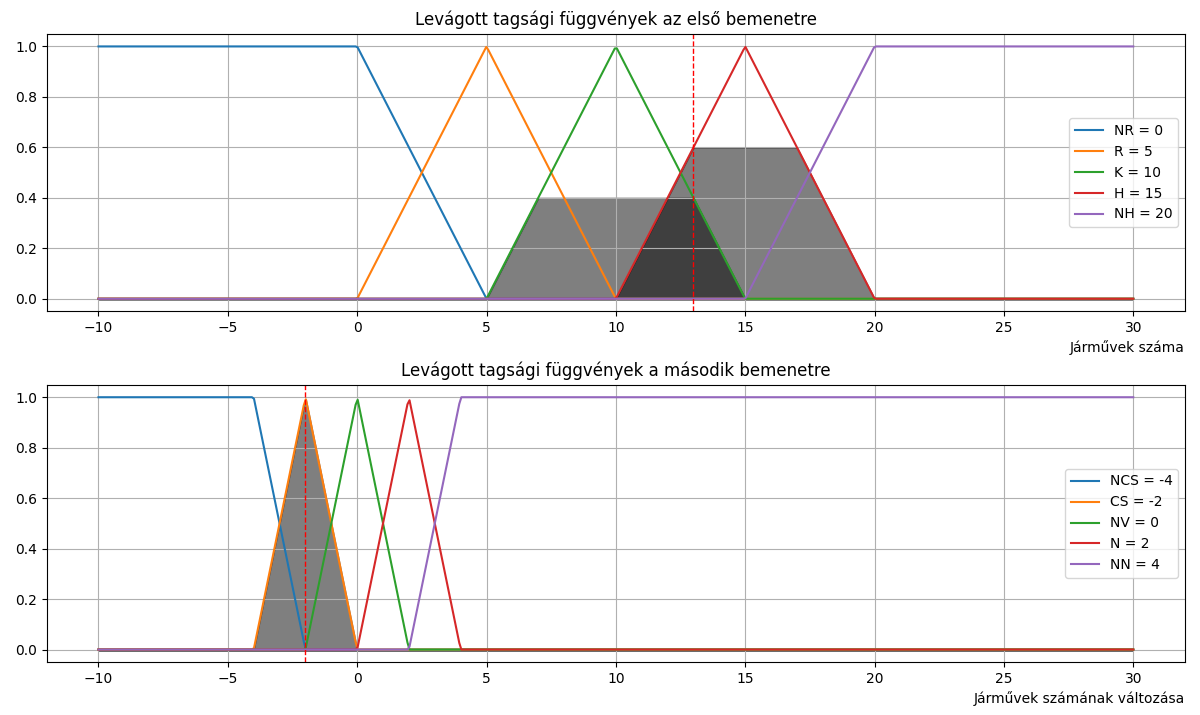 Levágott tagsági függvények az első bemenetre
1.0
0.8
0.6
0.4
0.2
0.0
NR = 0
R = 5
K = 10
H = 15
NH = 20
−10 −5 0 5 10 15 20 25 30
Járművek száma
Levágott tagsági függvények a második bemenetre
1.0
0.8
0.6
0.4
0.2
0.0
NCS = -4
CS = -2
NV = 0
N = 2
NN = 4
−10 −5 0 5 10 15 20 25 30
Járművek számának változása